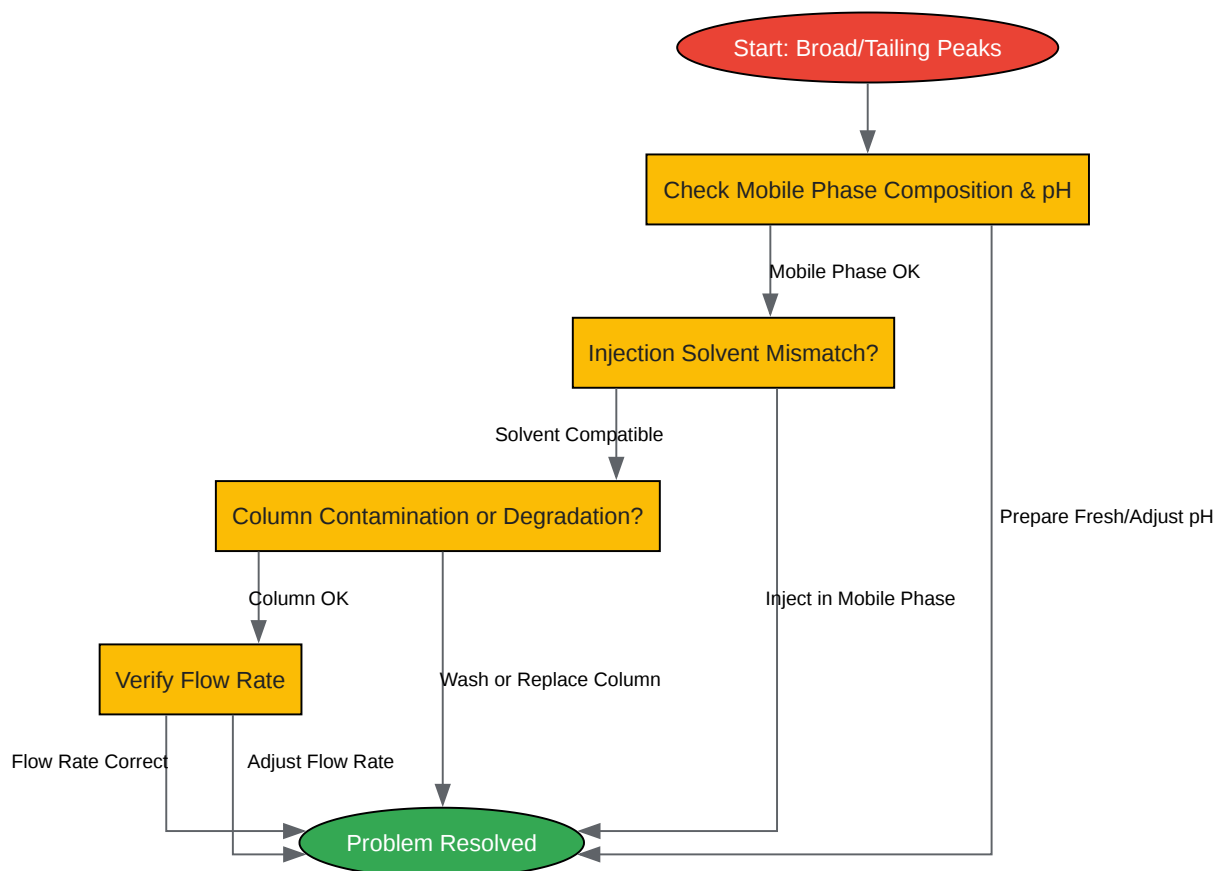 Start: Broad/Tailing Peaks
Check Mobile Phase Composition & pH
Mobile Phase OK
Injection Solvent Mismatch?
Solvent Compatible
Column Contamination or Degradation?
Prepare Fresh/Adjust pH
Column OK
Inject in Mobile Phase
Verify Flow Rate
Wash or Replace Column
Flow Rate Correct
Adjust Flow Rate
Problem Resolved